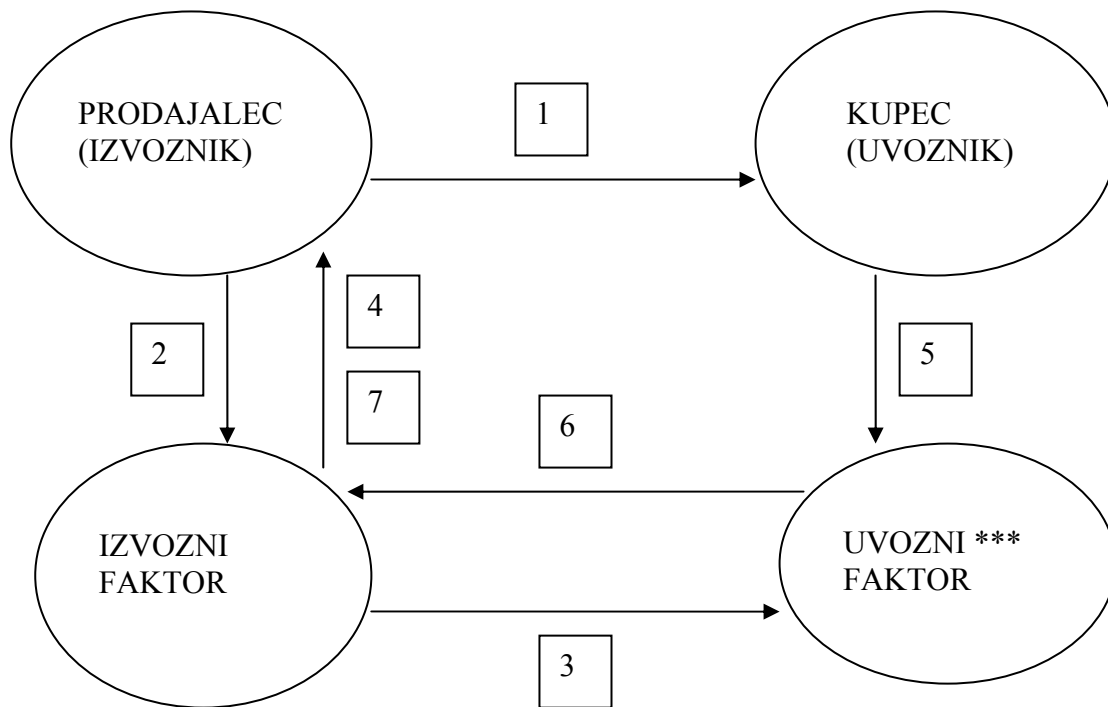 PRODAJALEC
(IZVOZNIK)
1
KUPEC
(UVOZNIK)
2
4
7
5
6
IZVOZNI
FAKTOR
UVOZNI ***
FAKTOR
3